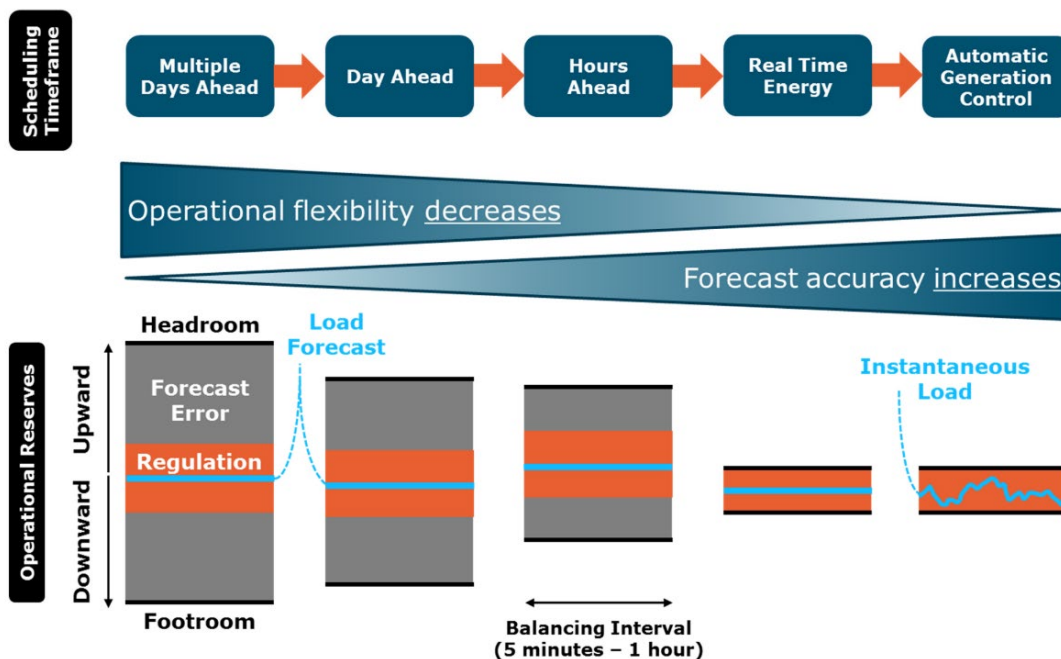 Scheduling
Timeframe
Multiple
Days Ahead
Day Ahead
Hours
Ahead
Real Time
Energy
Automatic
Generation
Control
Operational flexibility decreases
Forecast accuracy increases
Operational Reserves
Upward
Downward
Headroom
Forecast
Error
Regulation
Footroom
Load
Forecast
Balancing Interval
(5 minutes – 1 hour)
Instantaneous
Load